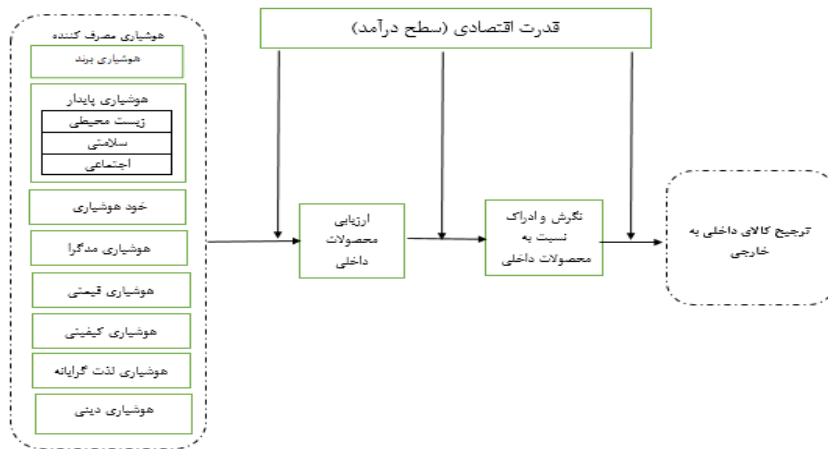 قدرت اقتصادی (سطح درآمد)
هوشیاری مصرف کننده
هوشیاری برند
هوشیاری پایدار
زیست محیطی
سلامتی
اجتماعی
خود هوشیاری
هوشیاری مدگرا
هوشیاری قیمتی
هوشیاری کیفیتی
هوشیاری لذت گرایانه
هوشیاری دینی
ارزیابی
محصولات
داخلی
نگرش و ادراک
نسبت به
محصولات داخلی
ترجیح کالای داخلی به
خارجی